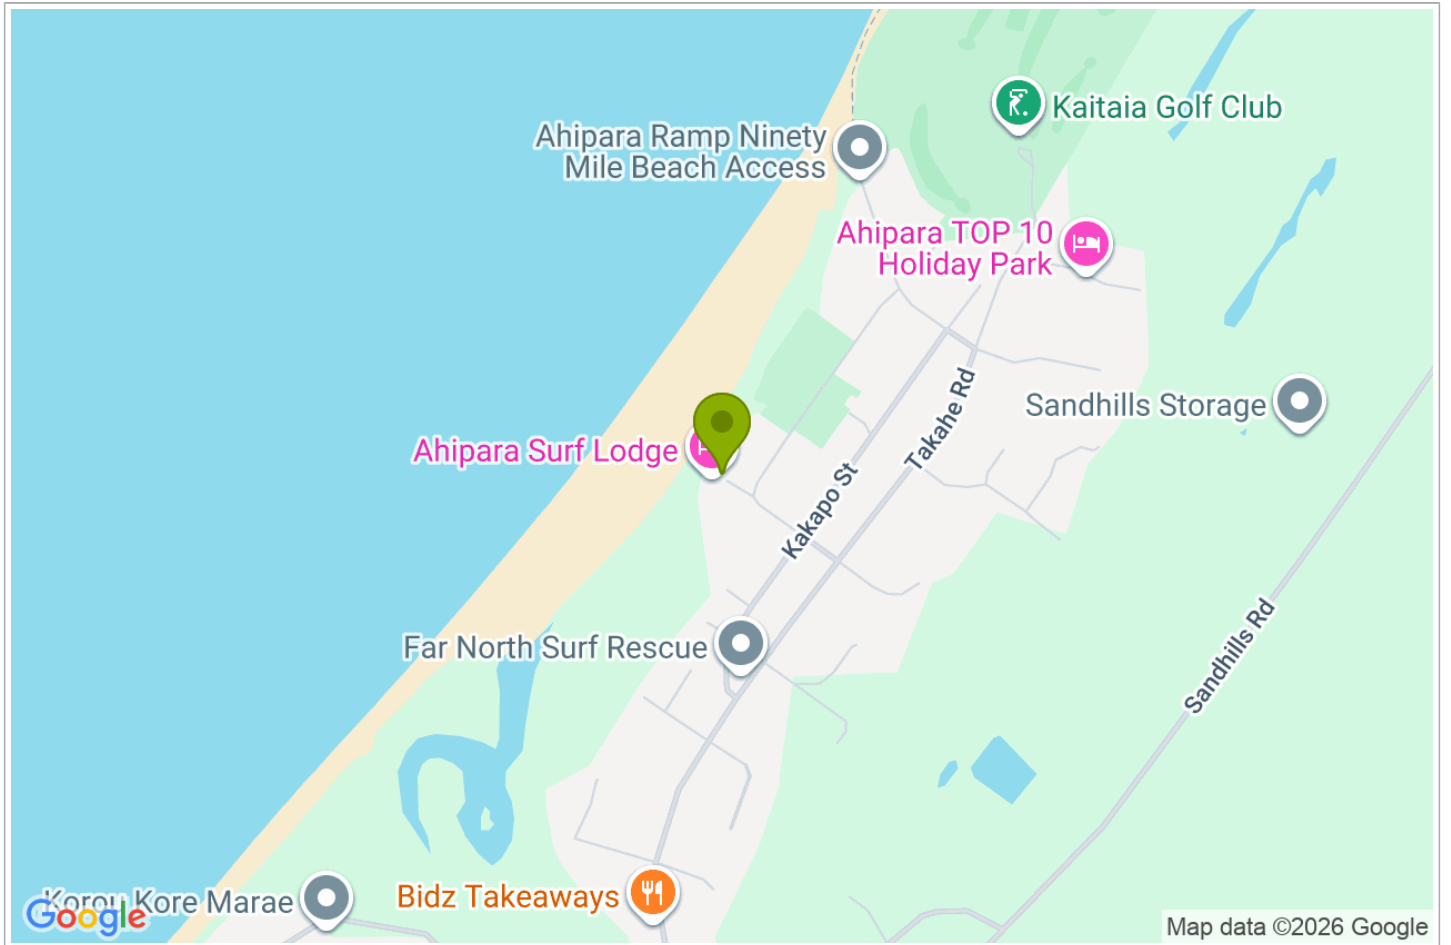 Kaitaia Golf Club
Ahipara Ramp Ninety
Mile Beach Access
Ahipara TOP 10
Holiday Park
Takahe Rd
Sandhills Storage
Ahipara Surf Lodge
Kakapo St
Sandhills Rd
Far North Surf Rescue
Korou Kore Marae
Bidz Takeaways
Google
Map data ©2026 Google